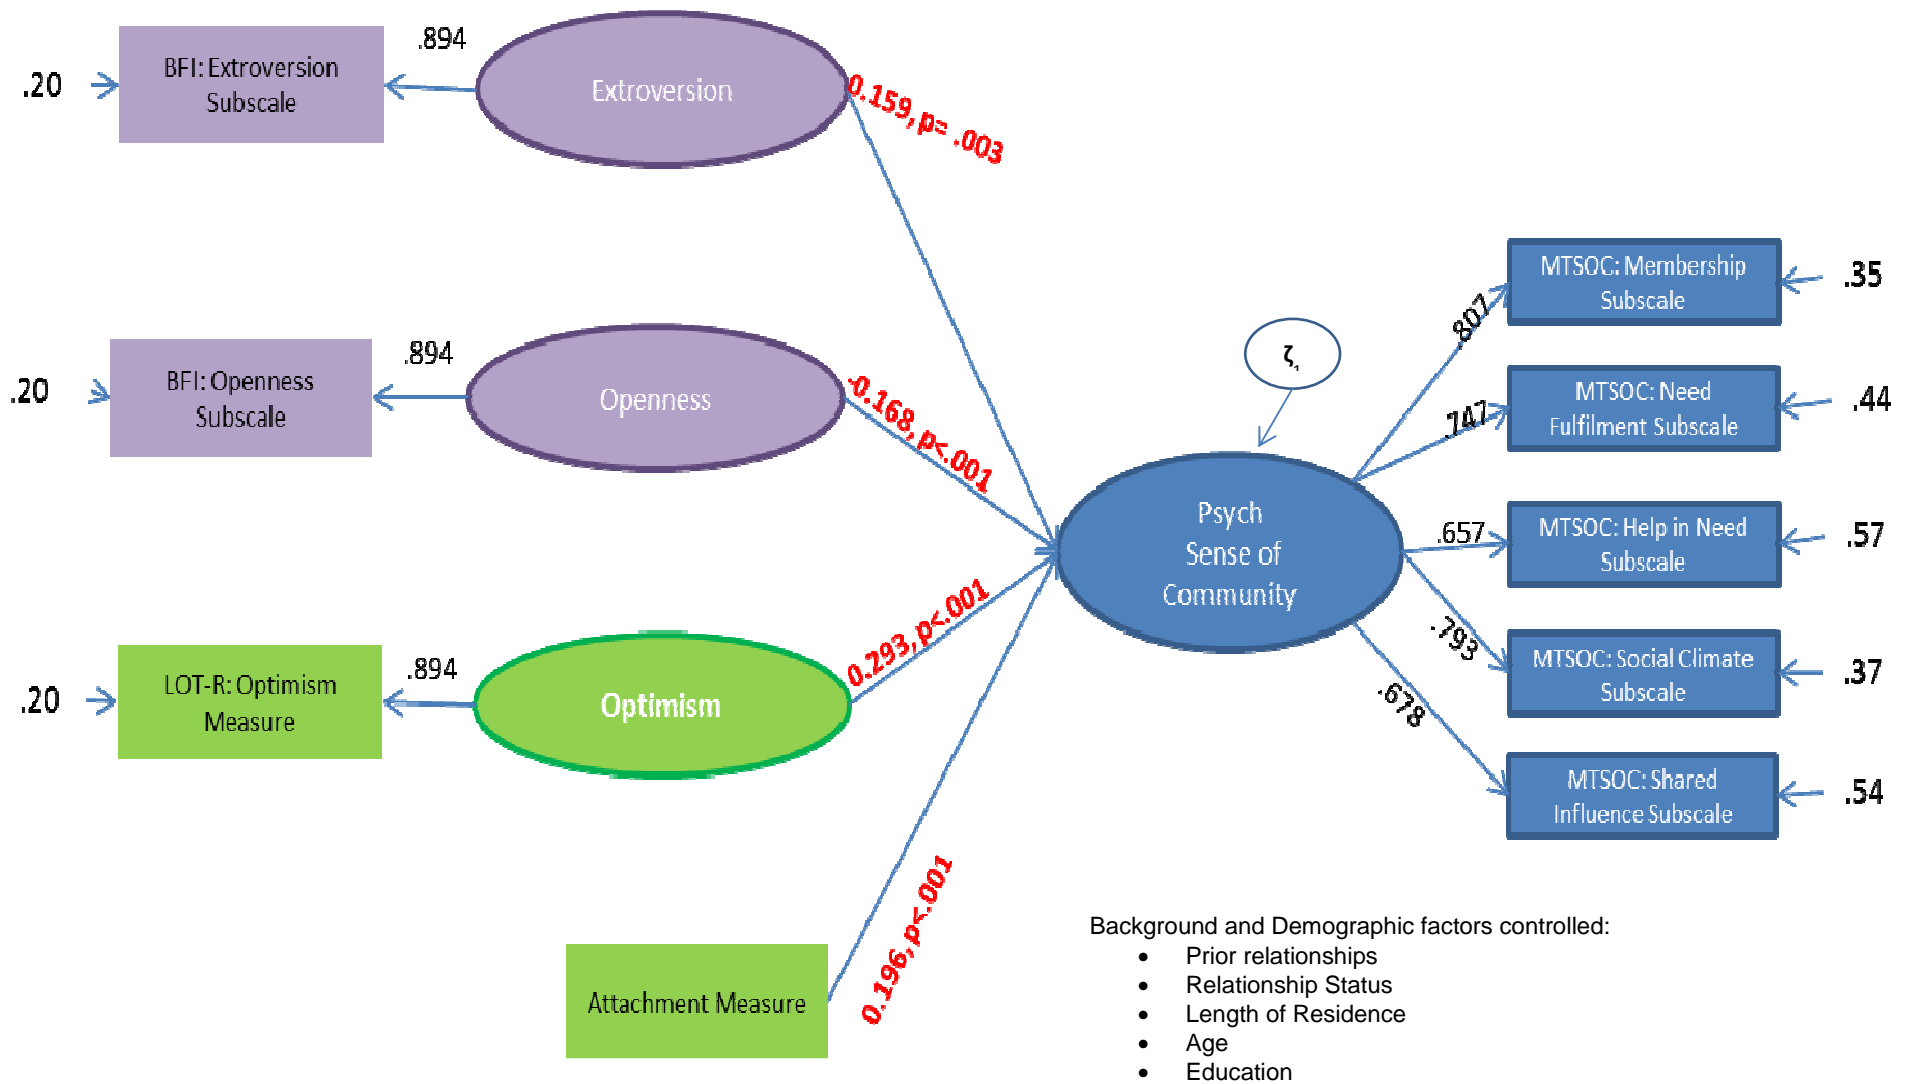 .20
BFI: Extroversion
Subscale
.894
Extroversion
0.159, p= .003
.20
BFI: Openness
Subscale
.894
Openness
-0.168, p<.001
.20
LOT-R: Optimism
Measure
.894
Optimism
0.293, p<.001
Attachment Measure
0.196, p<.001
ζ1
Psych
Sense of
Community
.807
MTSOC: Membership
Subscale
.35
.747
MTSOC: Need
Fulfilment Subscale
.44
.657
MTSOC: Help in Need
Subscale
.57
.793
MTSOC: Social Climate
Subscale
.37
.678
MTSOC: Shared
Influence Subscale
.54
Background and Demographic factors controlled:
• Prior relationships
• Relationship Status
• Length of Residence
• Age
• Education